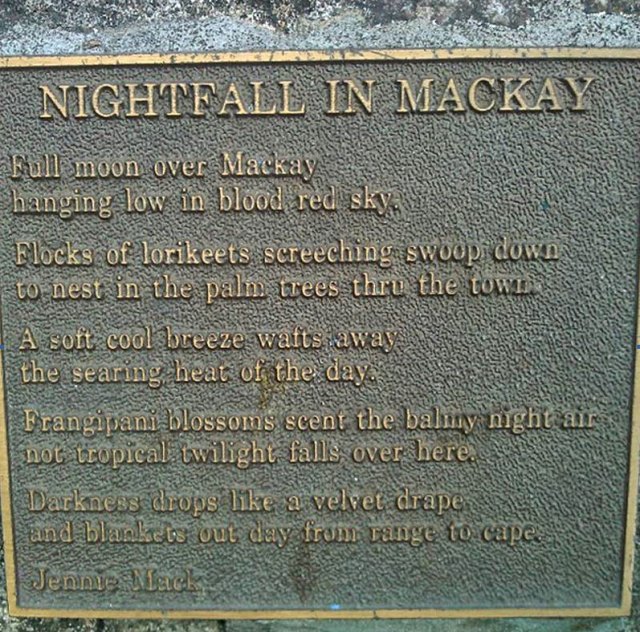 NIGHTFALL IN MACKAY
Full moon over Mackay
hanging low in blood red sky.
Flocks of lorikeets screeching swoop down
to nest in the palm trees thru the town.
A soft cool breeze wafts away
the searing heat of the day.
Frangipani blossoms scent the balmy night air
not tropical twilight falls over here.
Darkness drops like a velvet drape
and blankets out day from range to cape.
Jennie Mack